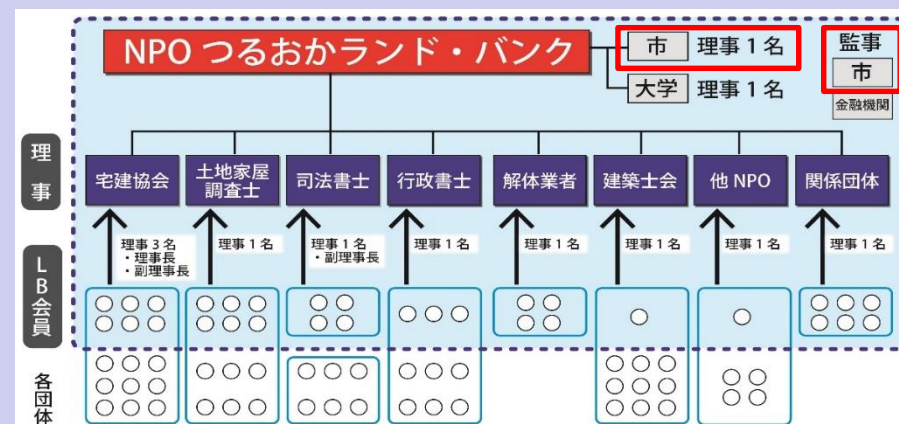 NPO つるおかランド・バンク
市 理事 1 名
大学 理事 1 名
監事
市
金融機関
理事
宅建協会
土地家屋
調査士
司法書士
行政書士
解体業者
建築士会
他 NPO
関係団体
理事 3 名
・理事長
・副理事長
理事 1 名
理事 1 名
・副理事長
理事 1 名
理事 1 名
理事 1 名
理事 1 名
理事 1 名
LB会員
各団体